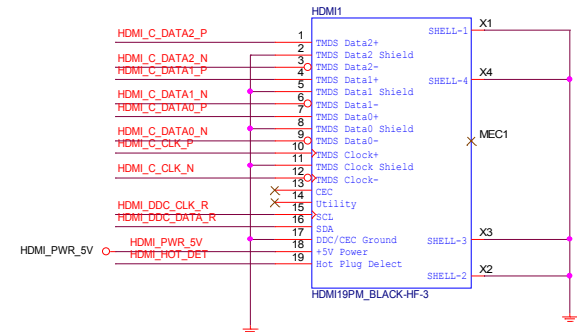 HDMI1
HDMI_C_DATA2_P
1
TMDS Data2+
SHELL-1
X1
2
TMDS Data2 Shield
HDMI_C_DATA2_N
3
TMDS Data2-
HDMI_C_DATA1_P
4
TMDS Data1+
SHELL-4
X4
5
TMDS Data1 Shield
HDMI_C_DATA1_N
6
TMDS Data1-
HDMI_C_DATA0_P
7
TMDS Data0+
8
TMDS Data0 Shield
HDMI_C_DATA0_N
9
TMDS Data0-
MEC1
HDMI_C_CLK_P
10
TMDS Clock+
11
TMDS Clock Shield
HDMI_C_CLK_N
12
TMDS Clock-
13
CEC
14
Utility
HDMI_DDC_CLK_R
15
SCL
HDMI_DDC_DATA_R
16
SDA
17
DDC/CEC Ground
SHELL-3
X3
HDMI_PWR_5V
HDMI_PWR_5V
18
+5V Power
HDMI_HOT_DET
19
Hot Plug Delect
SHELL-2
X2
HDMI19PM_BLACK-HF-3